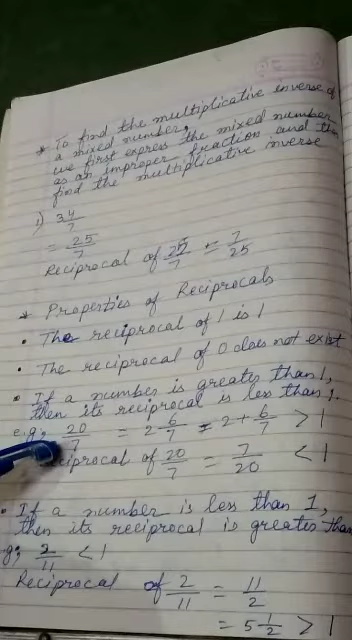 * To find the multiplicative inverse of
a mixed number,
we first express the mixed number
as an improper fraction and then
find the multiplicative inverse
1) 3 4/7
= 25/7
Reciprocal of 25/7 = 7/25
* Properties of Reciprocals
• The reciprocal of 1 is 1
• The reciprocal of 0 does not exist
• If a number is greater than 1,
then its reciprocal is less than 1.
e.g; 20/7 = 2 6/7 = 2 + 6/7 > 1
Reciprocal of 20/7 = 7/20 < 1
• If a number is less than 1,
then its reciprocal is greater than
g; 2/11 < 1
Reciprocal of 2/11 = 11/2
= 5 1/2 > 1